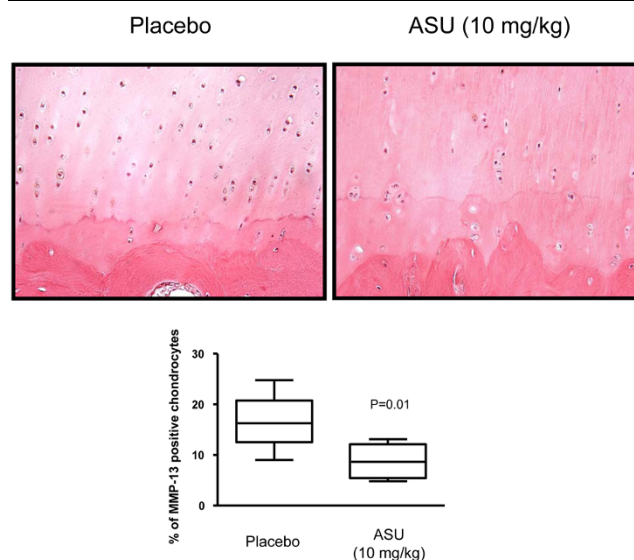 Placebo
ASU (10 mg/kg)
% of MMP-13 positive chondrocytes
30
20
10
0
P=0.01
Placebo
ASU
(10 mg/kg)